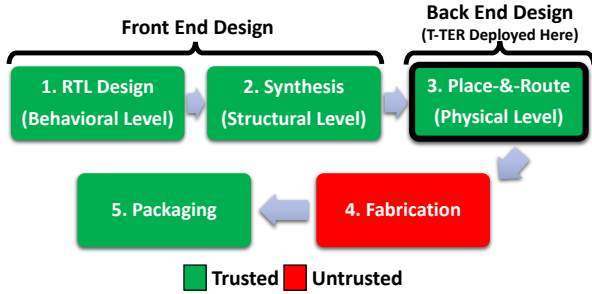 Front End Design
Back End Design
(T-TER Deployed Here)
1. RTL Design
(Behavioral Level)
2. Synthesis
(Structural Level)
3. Place-&-Route
(Physical Level)
5. Packaging
4. Fabrication
Trusted
Untrusted